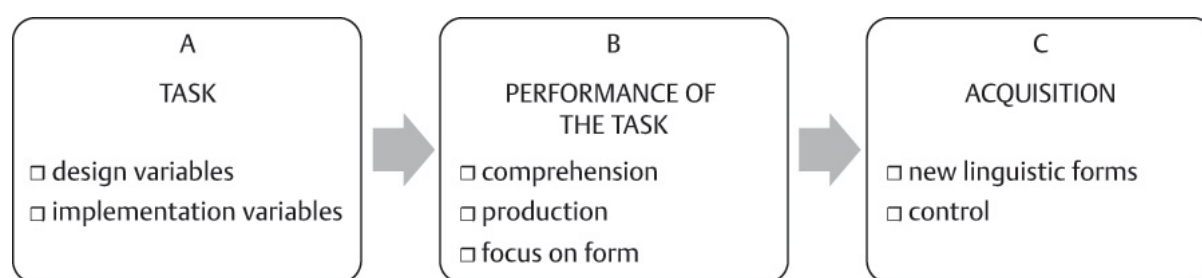 A
TASK
design variables
implementation variables
B
PERFORMANCE OF
THE TASK
comprehension
production
focus on form
C
ACQUISITION
new linguistic forms
control